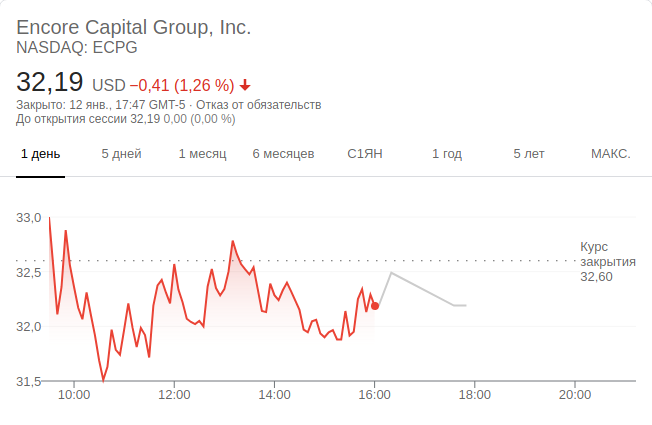 Encore Capital Group, Inc.
NASDAQ: ECPG
32,19 USD −0,41 (1,26 %)
Закрыто: 12 янв., 17:47 GMT-5 · Отказ от обязательств
До открытия сессии 32,19 0,00 (0,00 %)
1 день 5 дней 1 месяц 6 месяцев С1ЯН 1 год 5 лет МАКС.
33,0
Курс
закрытия
32,60
32,5
32,0
31,5
10:00 12:00 14:00 16:00 18:00 20:00